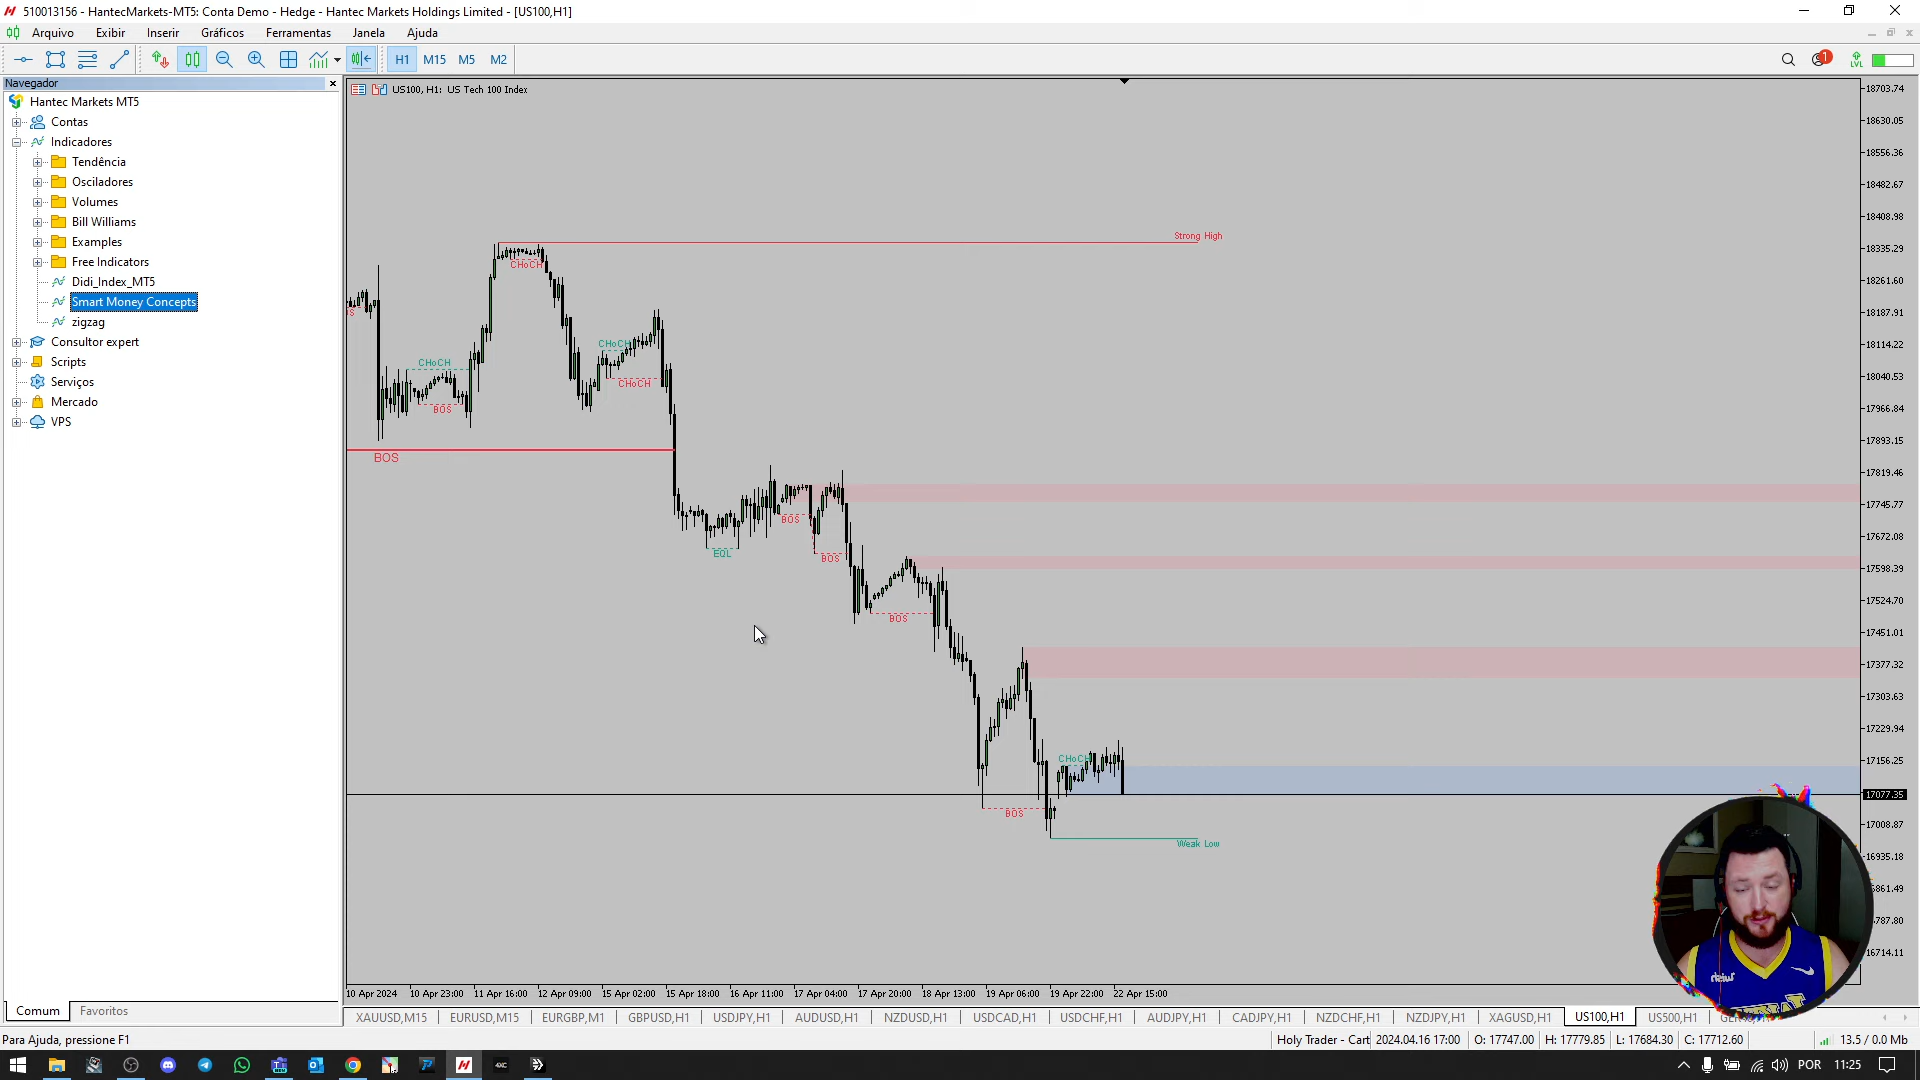 510013156 - HantecMarkets-MT5: Conta Demo - Hedge - Hantec Markets Holdings Limited - [US100,H1]
Arquivo Exibir Inserir Gráficos Ferramentas Janela Ajuda
H1 M15 M5 M2
1
LVL
Navegador
Hantec Markets MT5
Contas
Indicadores
Tendência
Osciladores
Volumes
Bill Williams
Examples
Free Indicators
Didi_Index_MT5
Smart Money Concepts
zigzag
Consultor expert
Scripts
Serviços
Mercado
VPS
Comum Favoritos
US100, H1: US Tech 100 Index
Strong High
CHoCH
CHoCH
CHoCH
CHoCH
BOS
BOS
EQL
BOS
BOS
BOS
CHoCH
BOS
Weak Low
18703.74
18630.05
18556.36
18482.67
18408.98
18335.29
18261.60
18187.91
18114.22
18040.53
17966.84
17893.15
17819.46
17745.77
17672.08
17598.39
17524.70
17451.01
17377.32
17303.63
17229.94
17156.25
17077.35
17008.87
16935.18
861.49
787.80
16714.11
10 Apr 2024 10 Apr 23:00 11 Apr 16:00 12 Apr 09:00 15 Apr 02:00 15 Apr 18:00 16 Apr 11:00 17 Apr 04:00 17 Apr 20:00 18 Apr 13:00 19 Apr 06:00 19 Apr 22:00 22 Apr 15:00
XAUUSD,M15 EURUSD,M15 EURGBP,M1 GBPUSD,H1 USDJPY,H1 AUDUSD,H1 NZDUSD,H1 USDCAD,H1 USDCHF,H1 AUDJPY,H1 CADJPY,H1 NZDCHF,H1 NZDJPY,H1 XAGUSD,H1 US100,H1 US500,H1
Para Ajuda, pressione F1
Holy Trader - Cart 2024.04.16 17:00 O: 17747.00 H: 17779.85 L: 17684.30 C: 17712.60 13.5 / 0.0 Mb
POR 11:25